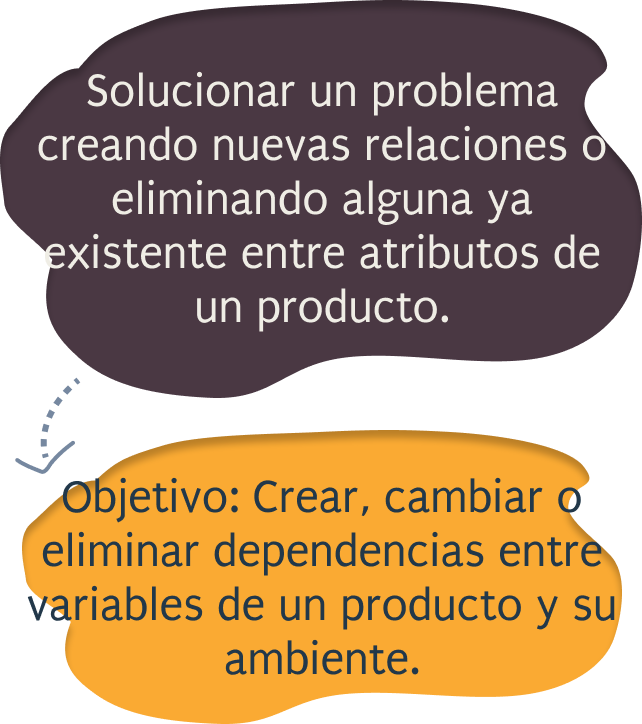 Solucionar un problema
creando nuevas relaciones o
eliminando alguna ya
existente entre atributos de
un producto.
Objetivo: Crear, cambiar o
eliminar dependencias entre
variables de un producto y su
ambiente.